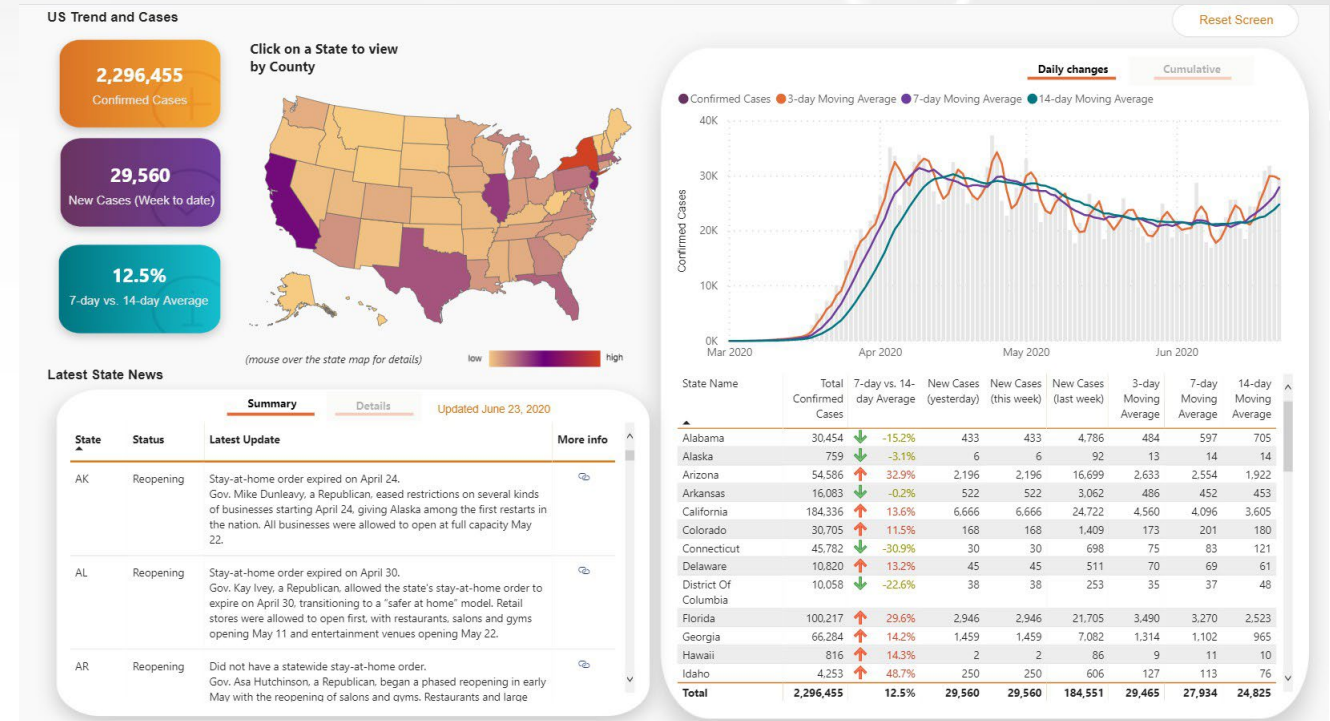 US Trend and Cases
Reset Screen
2,296,455
Confirmed Cases
29,560
New Cases (Week to date)
12.5%
7-day vs. 14-day Average
Click on a State to view
by County
(mouse over the state map for details)
low
high
Latest State News
Summary
Details
Updated June 23, 2020
State Status Latest Update More info
AK Reopening Stay-at-home order expired on April 24.
Gov. Mike Dunleavy, a Republican, eased restrictions on several kinds
of businesses starting April 24, giving Alaska among the first restarts in
the nation. All businesses were allowed to open at full capacity May
22.
AL Reopening Stay-at-home order expired on April 30.
Gov. Kay Ivey, a Republican, allowed the state's stay-at-home order to
expire on April 30, transitioning to a "safer at home" model. Retail
stores were allowed to open first, with restaurants, salons and gyms
opening May 11 and entertainment venues opening May 22.
AR Reopening Did not have a statewide stay-at-home order.
Gov. Asa Hutchinson, a Republican, began a phased reopening in early
May with the reopening of salons and gyms. Restaurants and large
Daily changes
Cumulative
Confirmed Cases 3-day Moving Average 7-day Moving Average 14-day Moving Average
Confirmed Cases
40K
30K
20K
10K
0K
Mar 2020 Apr 2020 May 2020 Jun 2020
State Name Total 7-day vs. 14- New Cases New Cases New Cases 3-day 7-day 14-day
Confirmed day Average (yesterday) (this week) (last week) Moving Moving Moving
Cases Average Average Average
Alabama 30,454 -15.2% 433 433 4,786 484 597 705
Alaska 759 -3.1% 6 6 92 13 14 14
Arizona 54,586 32.9% 2,196 2,196 16,699 2,633 2,554 1,922
Arkansas 16,083 -0.2% 522 522 3,062 486 452 453
California 184,336 13.6% 6,666 6,666 24,722 4,560 4,096 3,605
Colorado 30,705 11.5% 168 168 1,409 173 201 180
Connecticut 45,782 -30.9% 30 30 698 75 83 121
Delaware 10,820 13.2% 45 45 511 70 69 61
District Of 10,058 -22.6% 38 38 253 35 37 48
Columbia
Florida 100,217 29.6% 2,946 2,946 21,705 3,490 3,270 2,523
Georgia 66,284 14.2% 1,459 1,459 7,082 1,314 1,102 965
Hawaii 816 14.3% 2 2 86 9 11 10
Idaho 4,253 48.7% 250 250 606 127 113 76
Total 2,296,455 12.5% 29,560 29,560 184,551 29,465 27,934 24,825